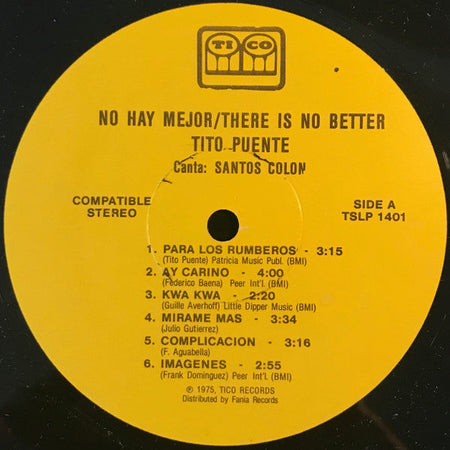 TICO
NO HAY MEJOR/THERE IS NO BETTER
TITO PUENTE
Canta: SANTOS COLON
COMPATIBLE
STEREO
SIDE A
TSLP 1401
1. PARA LOS RUMBEROS - 3:15
(Tito Puente) Patricia Music Publ. (BMI)
2. AY CARINO - 4:00
(Federico Baena) Peer Int'l. (BMI)
3. KWA KWA - 2:20
(Guille Averhoff) Little Dipper Music (BMI)
4. MIRAME MAS - 3:34
(Julio Gutierrez)
5. COMPLICACION - 3:16
(F. Aguabella)
6. IMAGENES - 2:55
(Frank Dominguez) Peer Int'L (BMI)
℗ 1975, TICO RECORDS
Distributed by Fania Records